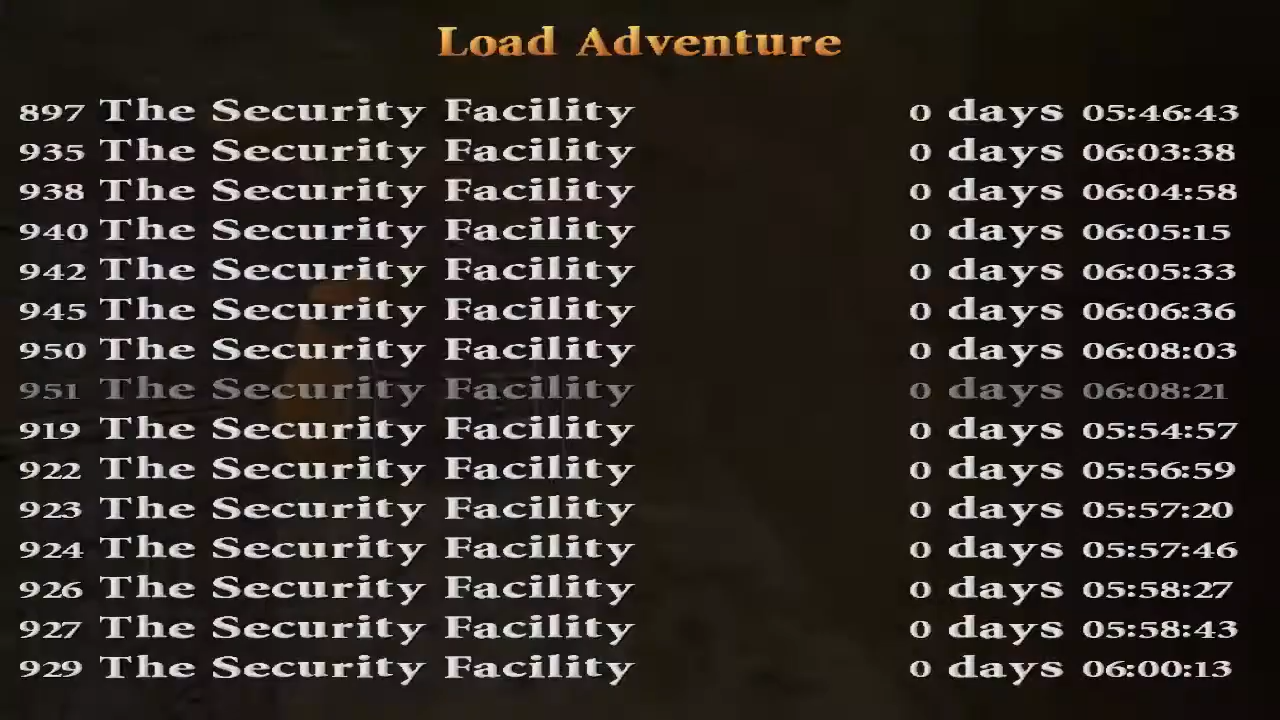 Load Adventure
897 The Security Facility 0 days 05:46:43
935 The Security Facility 0 days 06:03:38
938 The Security Facility 0 days 06:04:58
940 The Security Facility 0 days 06:05:15
942 The Security Facility 0 days 06:05:33
945 The Security Facility 0 days 06:06:36
950 The Security Facility 0 days 06:08:03
951 The Security Facility 0 days 06:08:21
919 The Security Facility 0 days 05:54:57
922 The Security Facility 0 days 05:56:59
923 The Security Facility 0 days 05:57:20
924 The Security Facility 0 days 05:57:46
926 The Security Facility 0 days 05:58:27
927 The Security Facility 0 days 05:58:43
929 The Security Facility 0 days 06:00:13